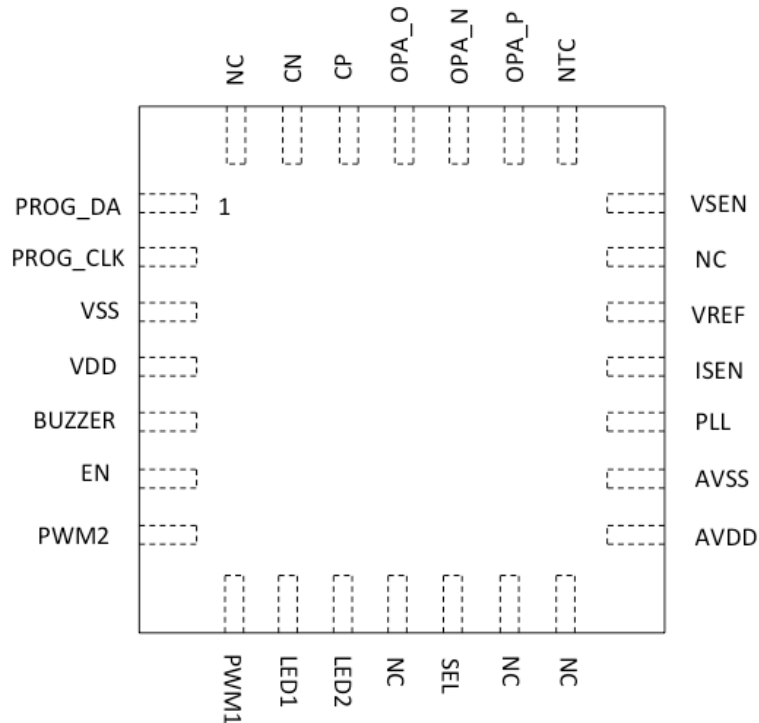 NC
CN
CP
OPA_O
OPA_N
OPA_P
NTC
PROG_DA
1
VSEN
PROG_CLK
NC
VSS
VREF
VDD
ISEN
BUZZER
PLL
EN
AVSS
PWM2
AVDD
PWM1
LED1
LED2
NC
SEL
NC
NC